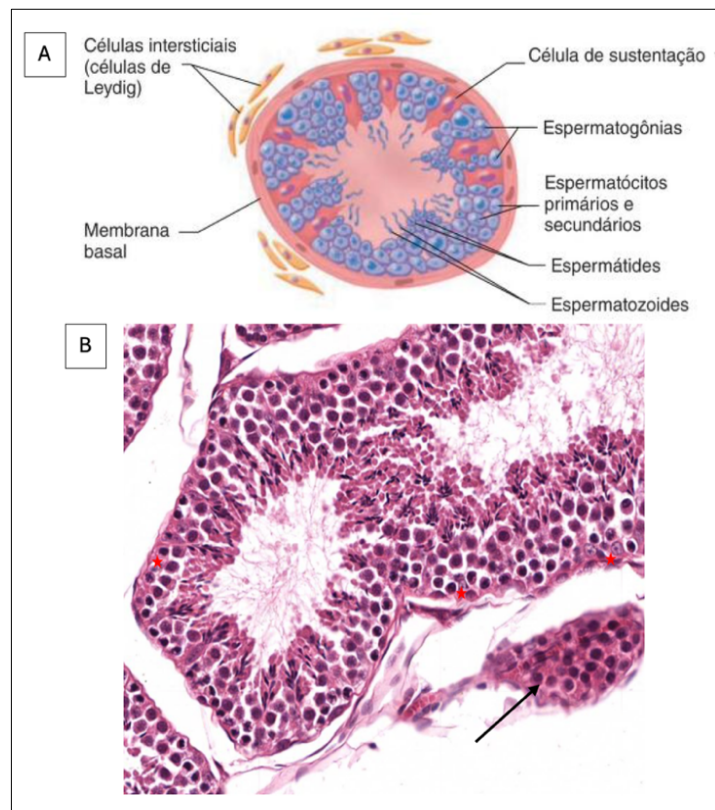 A
Células intersticiais
(células de
Leydig)
Membrana
basal
Célula de sustentação
Espermatogônias
Espermatócitos
primários e
secundários
Espermátides
Espermatozoides
B